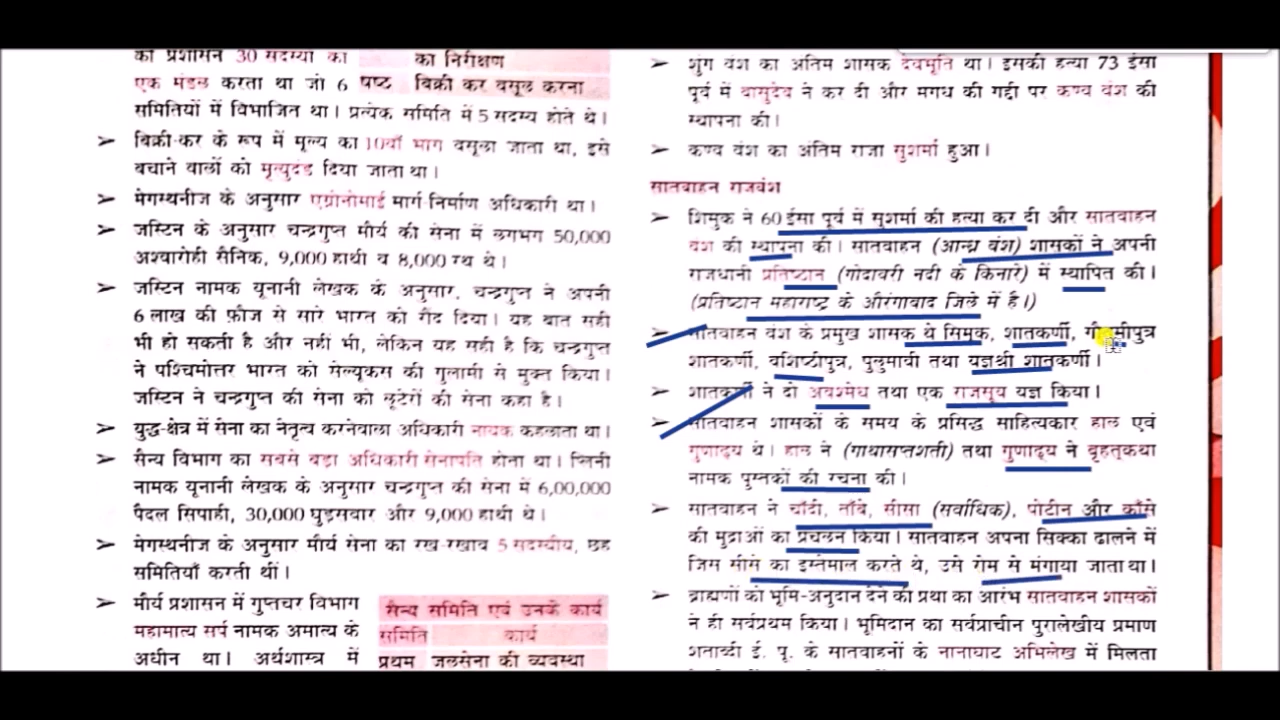 का प्रशासन 30 सदस्यों का
एक मंडल करता था जो 6
समितियों में विभाजित था। प्रत्येक समिति में 5 सदस्य होते थे।
का निरीक्षण
षष्ट बिक्री कर वसूल करना
➤ बिक्री-कर के रूप में मूल्य का 10वाँ भाग वसूला जाता था, इसे
बचाने वालों को मृत्युदंड दिया जाता था।
➤ मेगस्थनीज के अनुसार एग्रोनोमाई मार्ग-निर्माण अधिकारी था।
➤ जस्टिन के अनुसार चन्द्रगुप्त मौर्य की सेना में लगभग 50,000
अश्वारोही सैनिक, 9,000 हाथी व 8,000 रथ थे।
➤ जस्टिन नामक यूनानी लेखक के अनुसार, चन्द्रगुप्त ने अपनी
6 लाख की फ़ौज से सारे भारत को रौंद दिया। यह बात सही
भी हो सकती है और नहीं भी, लेकिन यह सही है कि चन्द्रगुप्त
ने पश्चिमोत्तर भारत को सेल्यूकस की गुलामी से मुक्त किया।
जस्टिन ने चन्द्रगुप्त की सेना को लूटेरों की सेना कहा है।
➤ युद्ध-क्षेत्र में सेना का नेतृत्व करनेवाला अधिकारी नायक कहलाता था।
➤ सैन्य विभाग का सबसे बड़ा अधिकारी सेनापति होता था। प्लिनी
नामक यूनानी लेखक के अनुसार चन्द्रगुप्त की सेना में 6,00,000
पैदल सिपाही, 30,000 घुड़सवार और 9,000 हाथी थे।
➤ मेगस्थनीज के अनुसार मौर्य सेना का रख-रखाव 5 सदस्यीय, छह
समितियाँ करती थीं।
➤ मौर्य प्रशासन में गुप्तचर विभाग
महामात्य सर्प नामक अमात्य के
अधीन था। अर्थशास्त्र में
सैन्य समिति एवं उनके कार्य
समिति कार्य
प्रथम जलसेना की व्यवस्था
➤ शुंग वंश का अंतिम शासक देवभूति था। इसकी हत्या 73 ईसा
पूर्व में वासुदेव ने कर दी और मगध की गद्दी पर कण्व वंश की
स्थापना की।
➤ कण्व वंश का अंतिम राजा सुशर्मा हुआ।
सातवाहन राजवंश
➤ शिमुक ने 60 ईसा पूर्व में सुशर्मा की हत्या कर दी और सातवाहन
वंश की स्थापना की। सातवाहन (आन्ध्र वंश) शासकों ने अपनी
राजधानी प्रतिष्ठान (गोदावरी नदी के किनारे) में स्थापित की।
(प्रतिष्ठान महाराष्ट्र के औरंगाबाद जिले में है।)
➤ सातवाहन वंश के प्रमुख शासक थे सिमुक, शातकर्णी, गौतमीपुत्र
शातकर्णी, वशिष्टीपुत्र, पुलुमावी तथा यज्ञश्री शातकर्णी।
➤ शातकर्णी ने दो अवश्मेध तथा एक राजसूय यज्ञ किया।
➤ सातवाहन शासकों के समय के प्रसिद्ध साहित्यकार हाल एवं
गुणाढ्य थे। हाल ने (गाथासप्तशती) तथा गुणाढ्य ने बृहत्कथा
नामक पुस्तकों की रचना की।
➤ सातवाहन ने चाँदी, ताँबे, सीसा (सर्वाधिक), पोटीन और काँसे
की मुद्राओं का प्रचलन किया। सातवाहन अपना सिक्का ढालने में
जिस सीसे का इस्तेमाल करते थे, उसे रोम से मंगाया जाता था।
➤ ब्राह्मणों को भूमि-अनुदान देने की प्रथा का आरंभ सातवाहन शासकों
ने ही सर्वप्रथम किया। भूमिदान का सर्वप्राचीन पुरालेखीय प्रमाण
शताब्दी ई. पू. के सातवाहनों के नानाघाट अभिलेख में मिलता